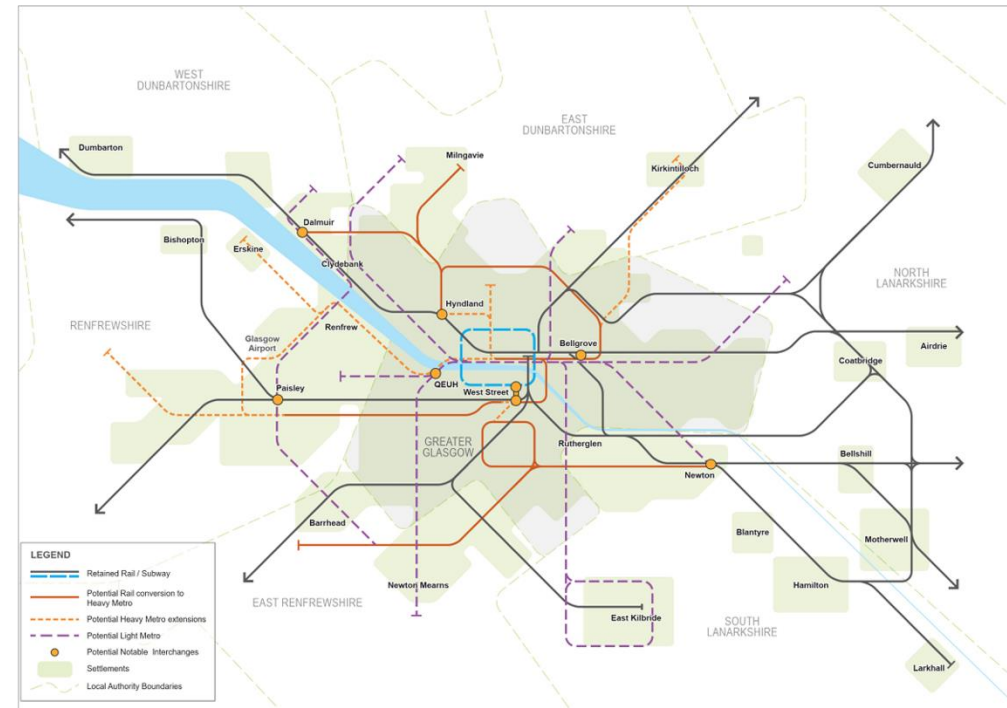 WEST
DUNBARTONSHIRE
EAST
DUNBARTONSHIRE
Dumbarton
Milngavie
Kirkintilloch
Cumbernauld
Dalmuir
Bishopton
Erskine
Clydebank
NORTH
LANARKSHIRE
Hyndland
RENFREWSHIRE
Renfrew
Glasgow
Airport
Bellgrove
Airdrie
Coatbridge
QEUH
Paisley
West Street
GREATER
GLASGOW
Rutherglen
Bellshill
Newton
Barrhead
Blantyre
Motherwell
Newton Mearns
Hamilton
EAST RENFREWSHIRE
East Kilbride
SOUTH
LANARKSHIRE
Larkhall
LEGEND
Retained Rail / Subway
Potential Rail conversion to
Heavy Metro
Potential Heavy Metro extensions
Potential Light Metro
Potential Notable Interchanges
Settlements
Local Authority Boundaries